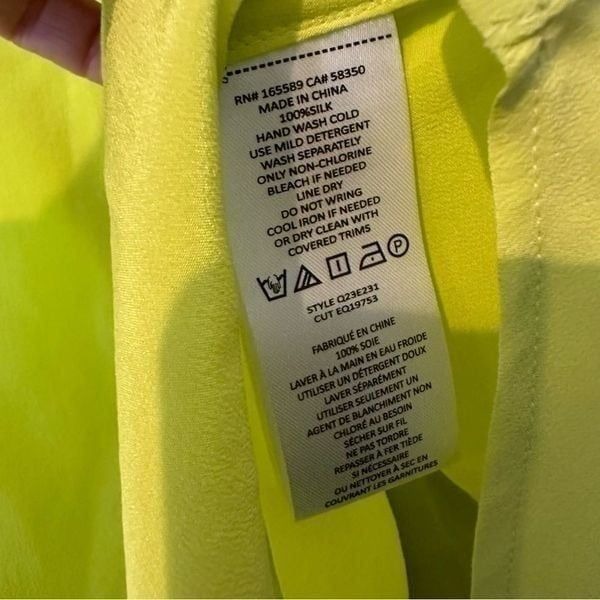 RN# 165589 CA# 58350
MADE IN CHINA
100%SILK
HAND WASH COLD
USE MILD DETERGENT
WASH SEPARATELY
ONLY NON-CHLORINE
BLEACH IF NEEDED
LINE DRY
DO NOT WRING
COOL IRON IF NEEDED
OR DRY CLEAN WITH
COVERED TRIMS
P
STYLE Q23E231
CUT EQ19753
FABRIQUÉ EN CHINE
100% SOIE
LAVER À LA MAIN EN EAU FROIDE
UTILISER UN DÉTERGENT DOUX
LAVER SÉPARÉMENT
UTILISER SEULEMENT UN
AGENT DE BLANCHIMENT NON
CHLORÉ AU BESOIN
SÉCHER SUR FIL
NE PAS TORDRE
REPASSER À FER TIÈDE
SI NÉCESSAIRE
OU NETTOYER À SEC EN
COUVRANT LES GARNITURES